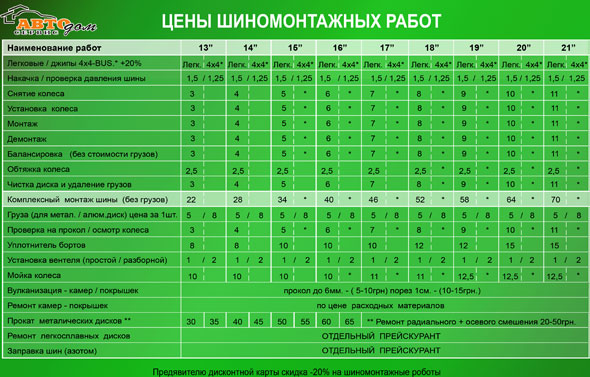 АВТО ДОМ
СЕРВИС
ЦЕНЫ ШИНОМОНТАЖНЫХ РАБОТ
Наименование работ 13” 14” 15” 16” 17” 18” 19” 20” 21”
Легковые / джипы 4х4-BUS.* +20% Легк. 4х4* Легк. 4х4* Легк. 4х4* Легк. 4х4* Легк. 4х4* Легк. 4х4* Легк. 4х4* Легк. 4х4* Легк. 4х4*
Накачка / проверка давления шины 1,5 / 1,25 1,5 / 1,25 1,5 / 1,25 1,5 / 1,25 1,5 / 1,25 1,5 / 1,25 1,5 / 1,25 1,5 / 1,25 1,5 / 1,25
Снятие колеса 3 4 5 * 6 * 7 * 8 * 9 * 10 * 11 *
Установка колеса 3 4 5 * 6 * 7 * 8 * 9 * 10 * 11 *
Монтаж 3 4 5 * 6 * 7 * 8 * 9 * 10 * 11 *
Демонтаж 3 4 5 * 6 * 7 * 8 * 9 * 10 * 11 *
Балансировка (без стоимости грузов) 3 4 5 * 6 * 7 * 8 * 9 * 10 * 11 *
Обтяжка колеса 2,5 2,5 2,5 * 2,5 * 2,5 * 2,5 * 2,5 * 2,5 * 2,5 *
Чистка диска и удаление грузов 3 4 5 * 6 * 7 * 8 * 9 * 10 * 11 *
Комплексный монтаж шины (без грузов) 22 28 34 * 40 * 46 * 52 * 58 * 64 * 70 *
Груза (для метал. / алюм.диск) цена за 1шт. 5 / 8 5 / 8 5 / 8 5 / 8 5 / 8 5 / 8 5 / 8 5 / 8 5 / 8
Проверка на прокол / осмотр колеса 3 4 5 * 6 * 7 * 8 * 9 * 10 * 11 *
Уплотнитель бортов 8 8 10 10 10 12 12 15 15
Установка вентеля (простой / разборной) 1 / 2 1 / 2 1 / 2 1 / 2 1 / 2 1 / 2 1 / 2 1 / 2 1 / 2
Мойка колеса 10 10 10 * 10 * 11 * 11 * 12,5 * 12,5 * 12,5 *
Вулканизация - камер / покрышек прокол до 6мм. - ( 5-10грн) порез 1см. - (10-15грн.)
Ремонт камер - покрышек по цене расходных материалов
Прокат металических дисков ** 30 35 40 45 50 55 60 65 ** Ремонт радиального + осевого смешения 20-50грн.
Ремонт легкосплавных дисков ОТДЕЛЬНЫЙ ПРЕЙСКУРАНТ
Заправка шин (азотом) ОТДЕЛЬНЫЙ ПРЕЙСКУРАНТ
Предявителю дисконтной карты скидка -20% на шиномонтажные роботы